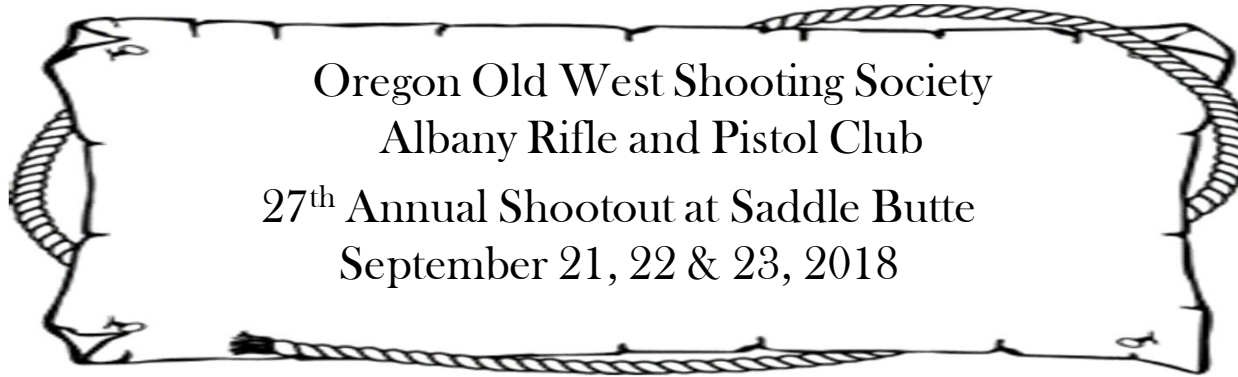 Oregon Old West Shooting Society
Albany Rifle and Pistol Club
27th Annual Shootout at Saddle Butte
September 21, 22 & 23, 2018